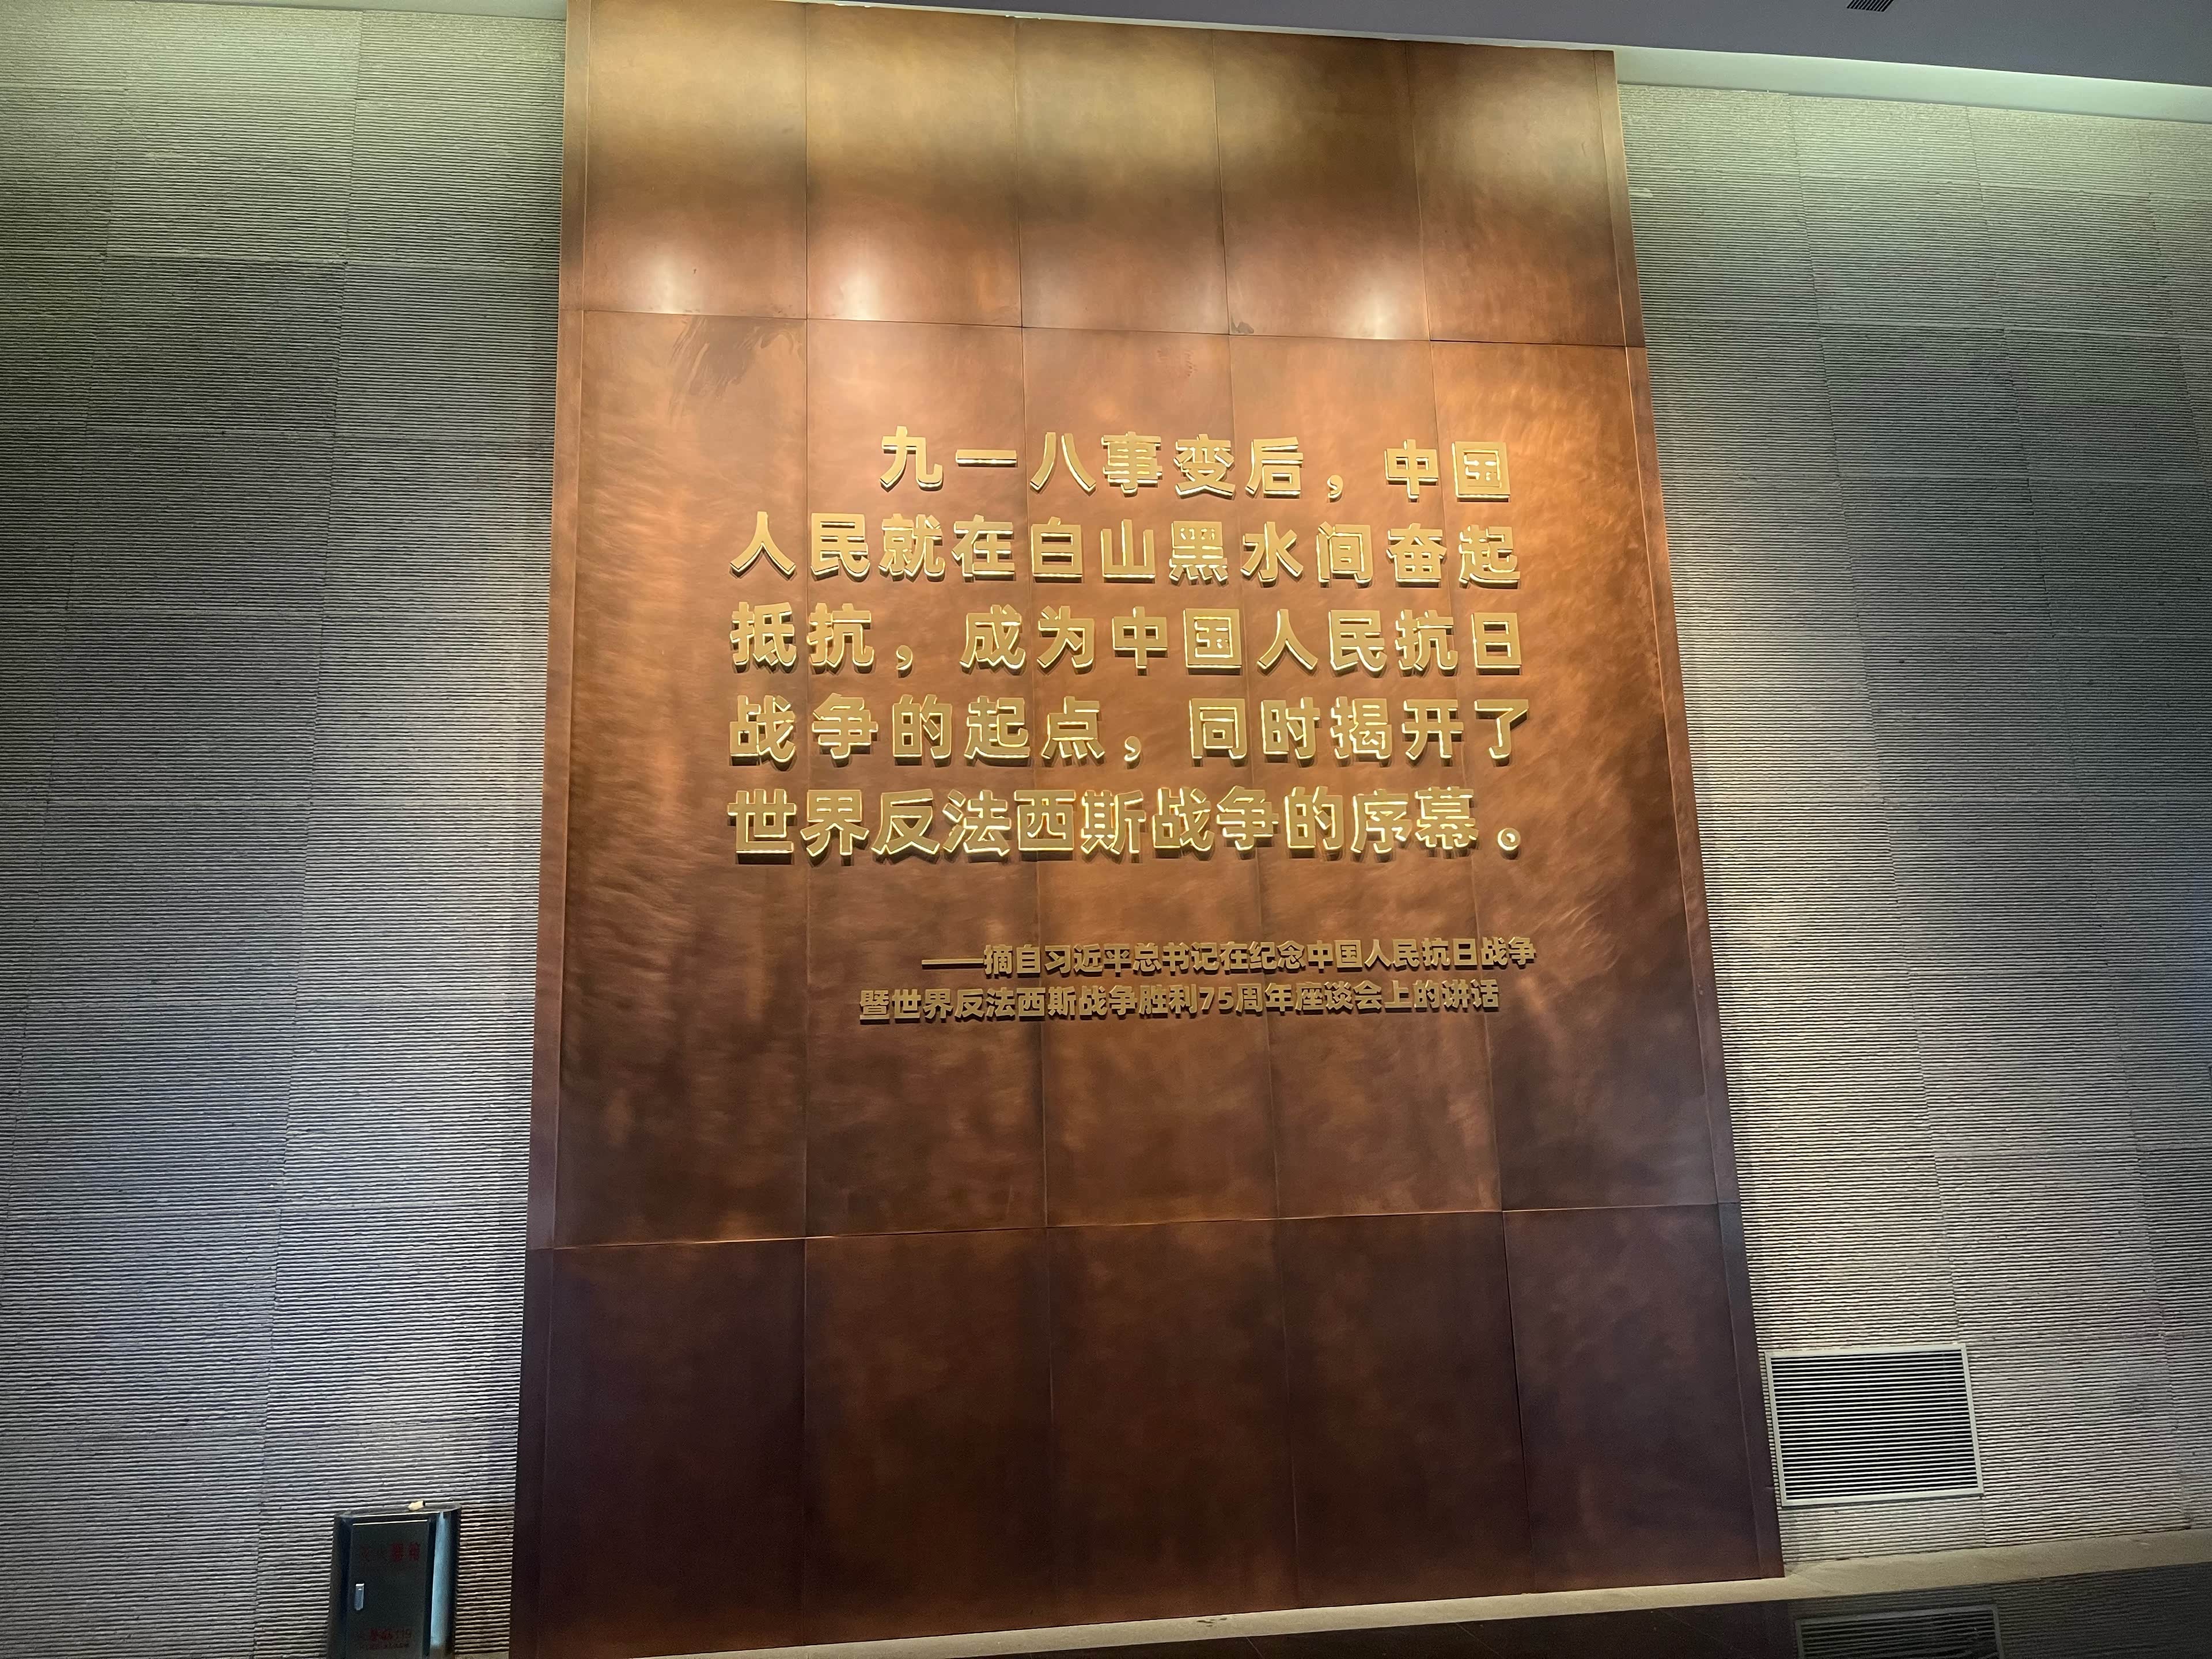 九一八事变后，中国
人民就在白山黑水间奋起
抵抗，成为中国人民抗日
战争的起点，同时揭开了
世界反法西斯战争的序幕。
——摘自习近平总书记在纪念中国人民抗日战争
暨世界反法西斯战争胜利75周年座谈会上的讲话
灭火器箱